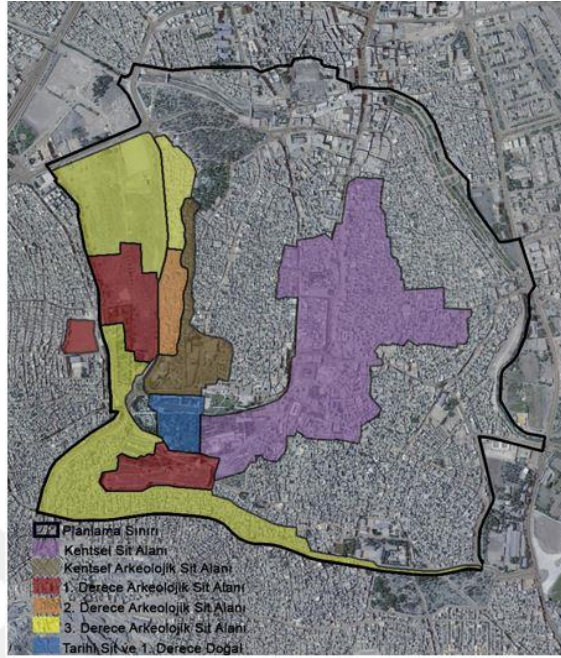 Planlama Sınırı
Kentsel Sit Alanı
Kentsel Arkeolojik Sit Alanı
1. Derece Arkeolojik Sit Alanı
2. Derece Arkeolojik Sit Alanı
3. Derece Arkeolojik Sit Alanı
Tarihi Sit ve 1. Derece Doğal